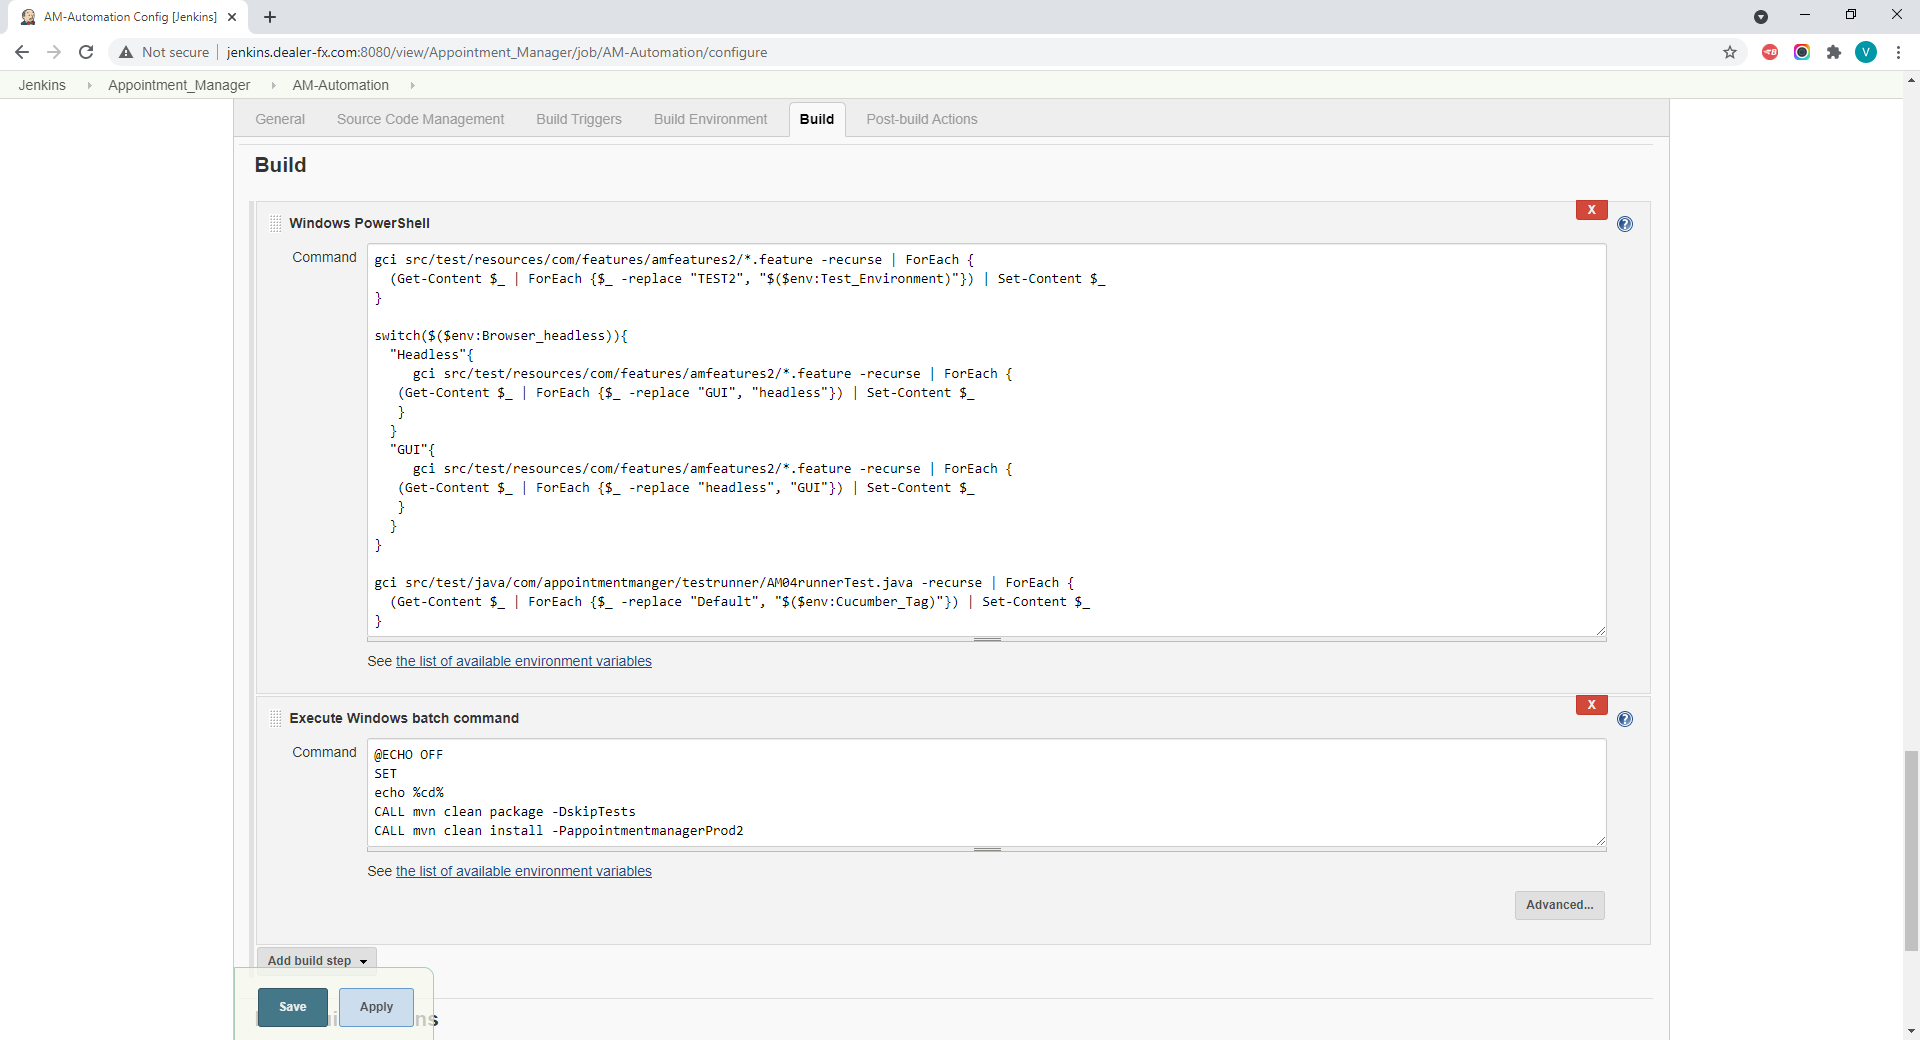 AM-Automation Config [Jenkins]
Not secure
jenkins.dealer-fx.com:8080/view/Appointment_Manager/job/AM-Automation/configure
V
Jenkins
Appointment_Manager
AM-Automation
General
Source Code Management
Build Triggers
Build Environment
Build
Post-build Actions
Build
Windows PowerShell
X
?
Command
gci src/test/resources/com/features/amfeatures2/*.feature -recurse | ForEach {
  (Get-Content $_ | ForEach {$_ -replace "TEST2", "$($env:Test_Environment)"}) | Set-Content $_
}
switch($($env:Browser_headless)){
  "Headless"{
     gci src/test/resources/com/features/amfeatures2/*.feature -recurse | ForEach {
   (Get-Content $_ | ForEach {$_ -replace "GUI", "headless"}) | Set-Content $_
   }
  }
  "GUI"{
     gci src/test/resources/com/features/amfeatures2/*.feature -recurse | ForEach {
   (Get-Content $_ | ForEach {$_ -replace "headless", "GUI"}) | Set-Content $_
   }
  }
}
gci src/test/java/com/appointmentmanger/testrunner/AM04runnerTest.java -recurse | ForEach {
  (Get-Content $_ | ForEach {$_ -replace "Default", "$($env:Cucumber_Tag)"}) | Set-Content $_
}
See the list of available environment variables
Execute Windows batch command
X
?
Command
@ECHO OFF
SET
echo %cd%
CALL mvn clean package -DskipTests
CALL mvn clean install -PappointmentmanagerProd2
See the list of available environment variables
Advanced...
Add build step
Save
Apply